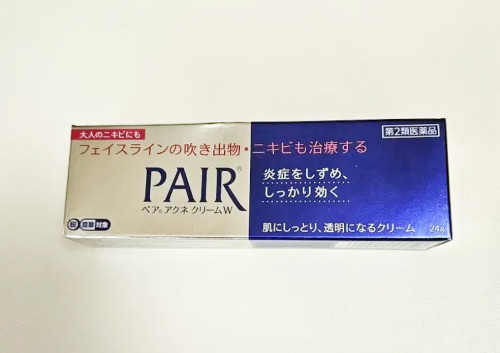 大人のニキビにも
第2類医薬品
フェイスラインの吹き出物・ニキビも治療する
PAIR®
ペア®アクネクリームW
炎症をしずめ、
しっかり効く
税 控除 対象
肌にしっとり、透明になるクリーム
24g